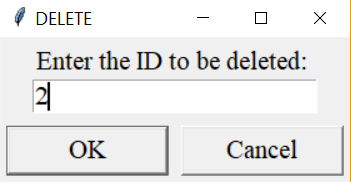 DELETE
Enter the ID to be deleted:
2
OK
Cancel